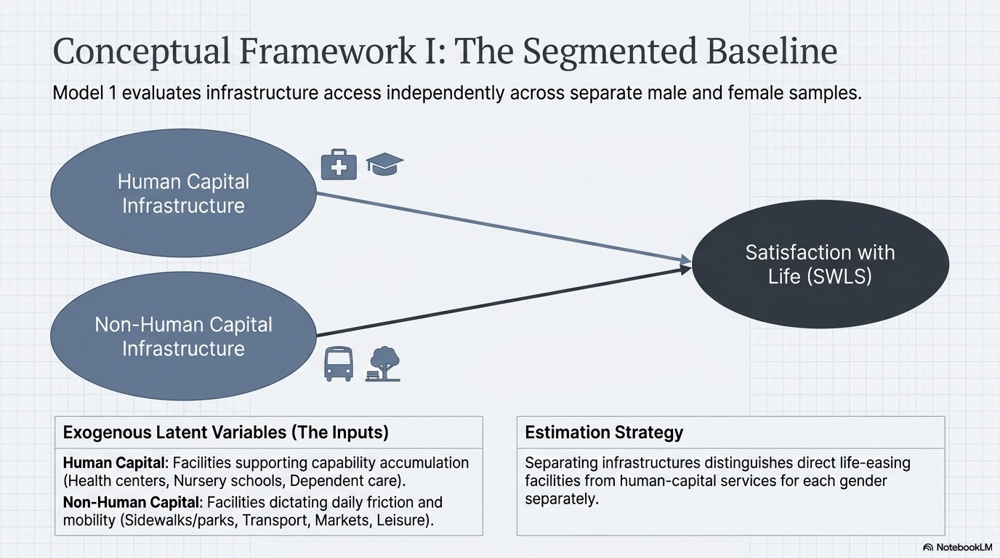 Conceptual Framework I: The Segmented Baseline
Model 1 evaluates infrastructure access independently across separate male and female samples.
Human Capital
Infrastructure
Non-Human Capital
Infrastructure
Satisfaction with
Life (SWLS)
Exogenous Latent Variables (The Inputs)
Human Capital: Facilities supporting capability accumulation
(Health centers, Nursery schools, Dependent care).
Non-Human Capital: Facilities dictating daily friction and
mobility (Sidewalks/parks, Transport, Markets, Leisure).
Estimation Strategy
Separating infrastructures distinguishes direct life-easing
facilities from human-capital services for each gender
separately.
NotebookLM